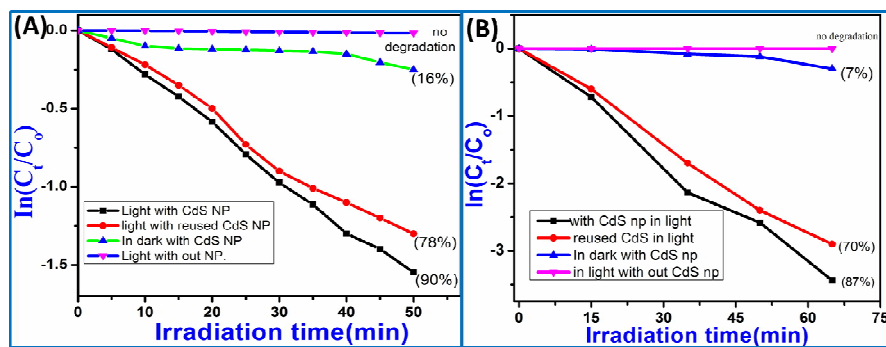 (A)
no
degradation
(16%)
(78%)
(90%)
ln(Ct/Co)
0.0
-0.5
-1.0
-1.5
Light with CdS NP
light with reused CdS NP
In dark with CdS NP
Light with out NP.
0 10 20 30 40 50
Irradiation time(min)
(B)
no degradation
(7%)
(70%)
(87%)
ln(Ct/Co)
0
-1
-2
-3
with CdS np in light
reused CdS in light
In dark with CdS np
in light with out CdS np
0 15 30 45 60 75
Irradiation time(min)